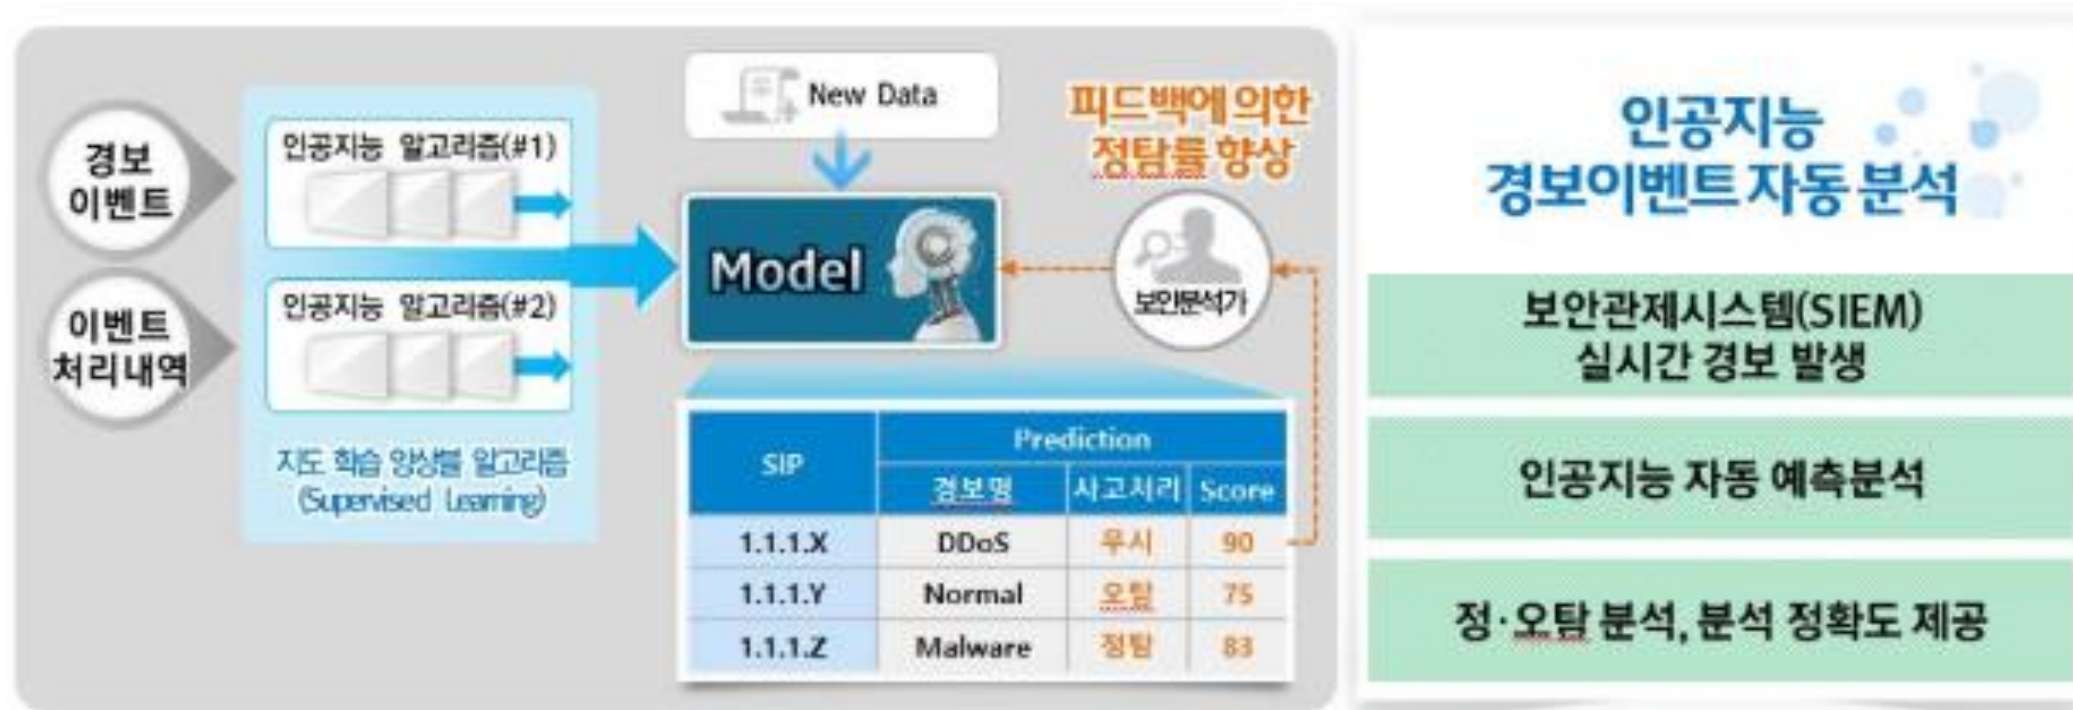 경보
이벤트
이벤트
처리내역
인공지능 알고리즘(#1)
인공지능 알고리즘(#2)
지도 학습 앙상블 알고리즘
(Supervised Learning)
New Data
Model
피드백에 의한
정탐률 향상
보안분석가
SIP
Prediction
경보명 사고처리 Score
1.1.1.X DDoS 무시 90
1.1.1.Y Normal 오탐 75
1.1.1.Z Malware 정탐 83
인공지능
경보이벤트 자동 분석
보안관제시스템(SIEM)
실시간 경보 발생
인공지능 자동 예측분석
정·오탐 분석, 분석 정확도 제공